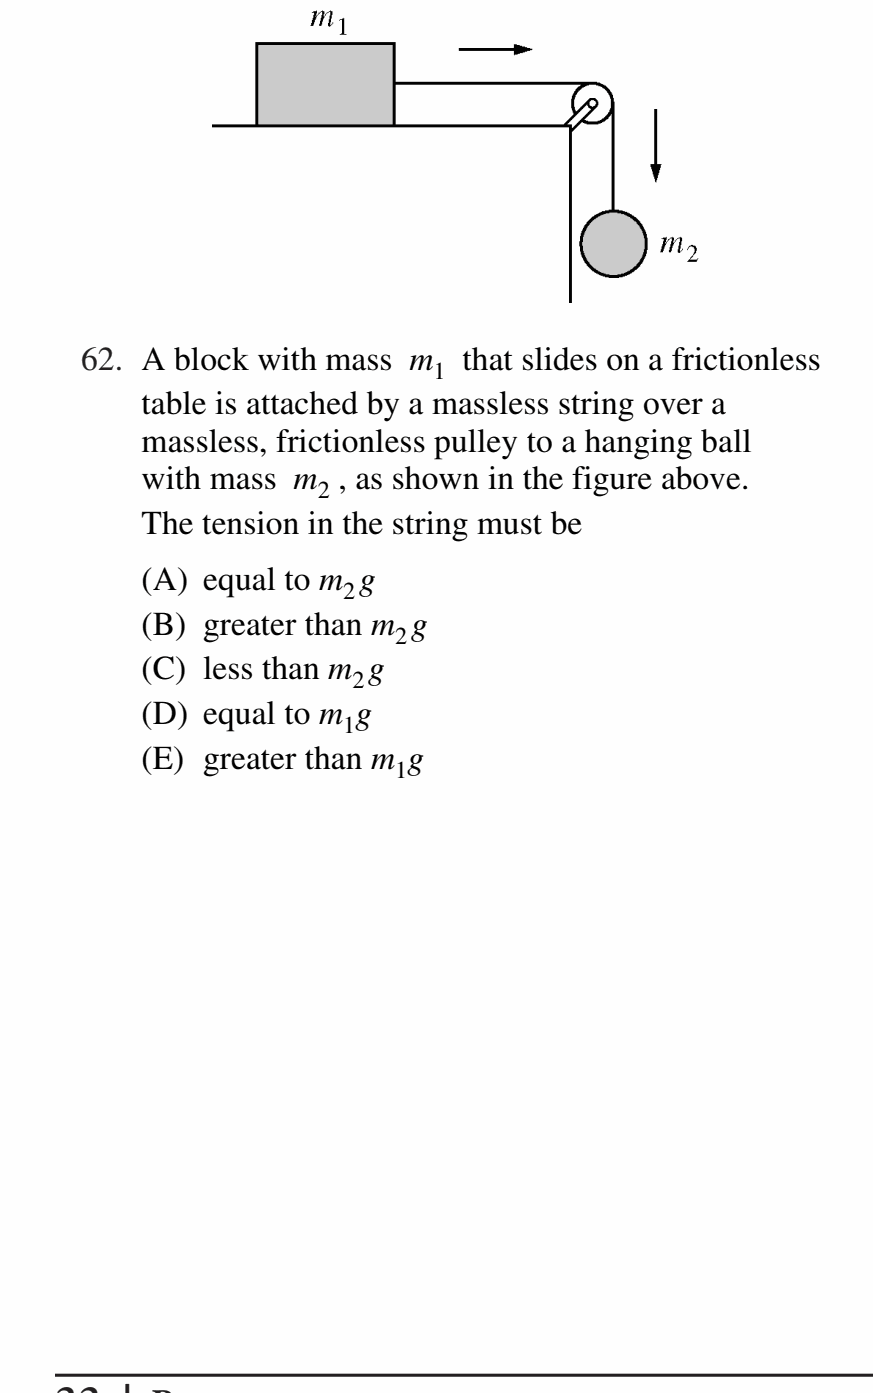 m₁
m₂
62. A block with mass m₁ that slides on a frictionless
table is attached by a massless string over a
massless, frictionless pulley to a hanging ball
with mass m₂ , as shown in the figure above.
The tension in the string must be
(A) equal to m₂g
(B) greater than m₂g
(C) less than m₂g
(D) equal to m₁g
(E) greater than m₁g